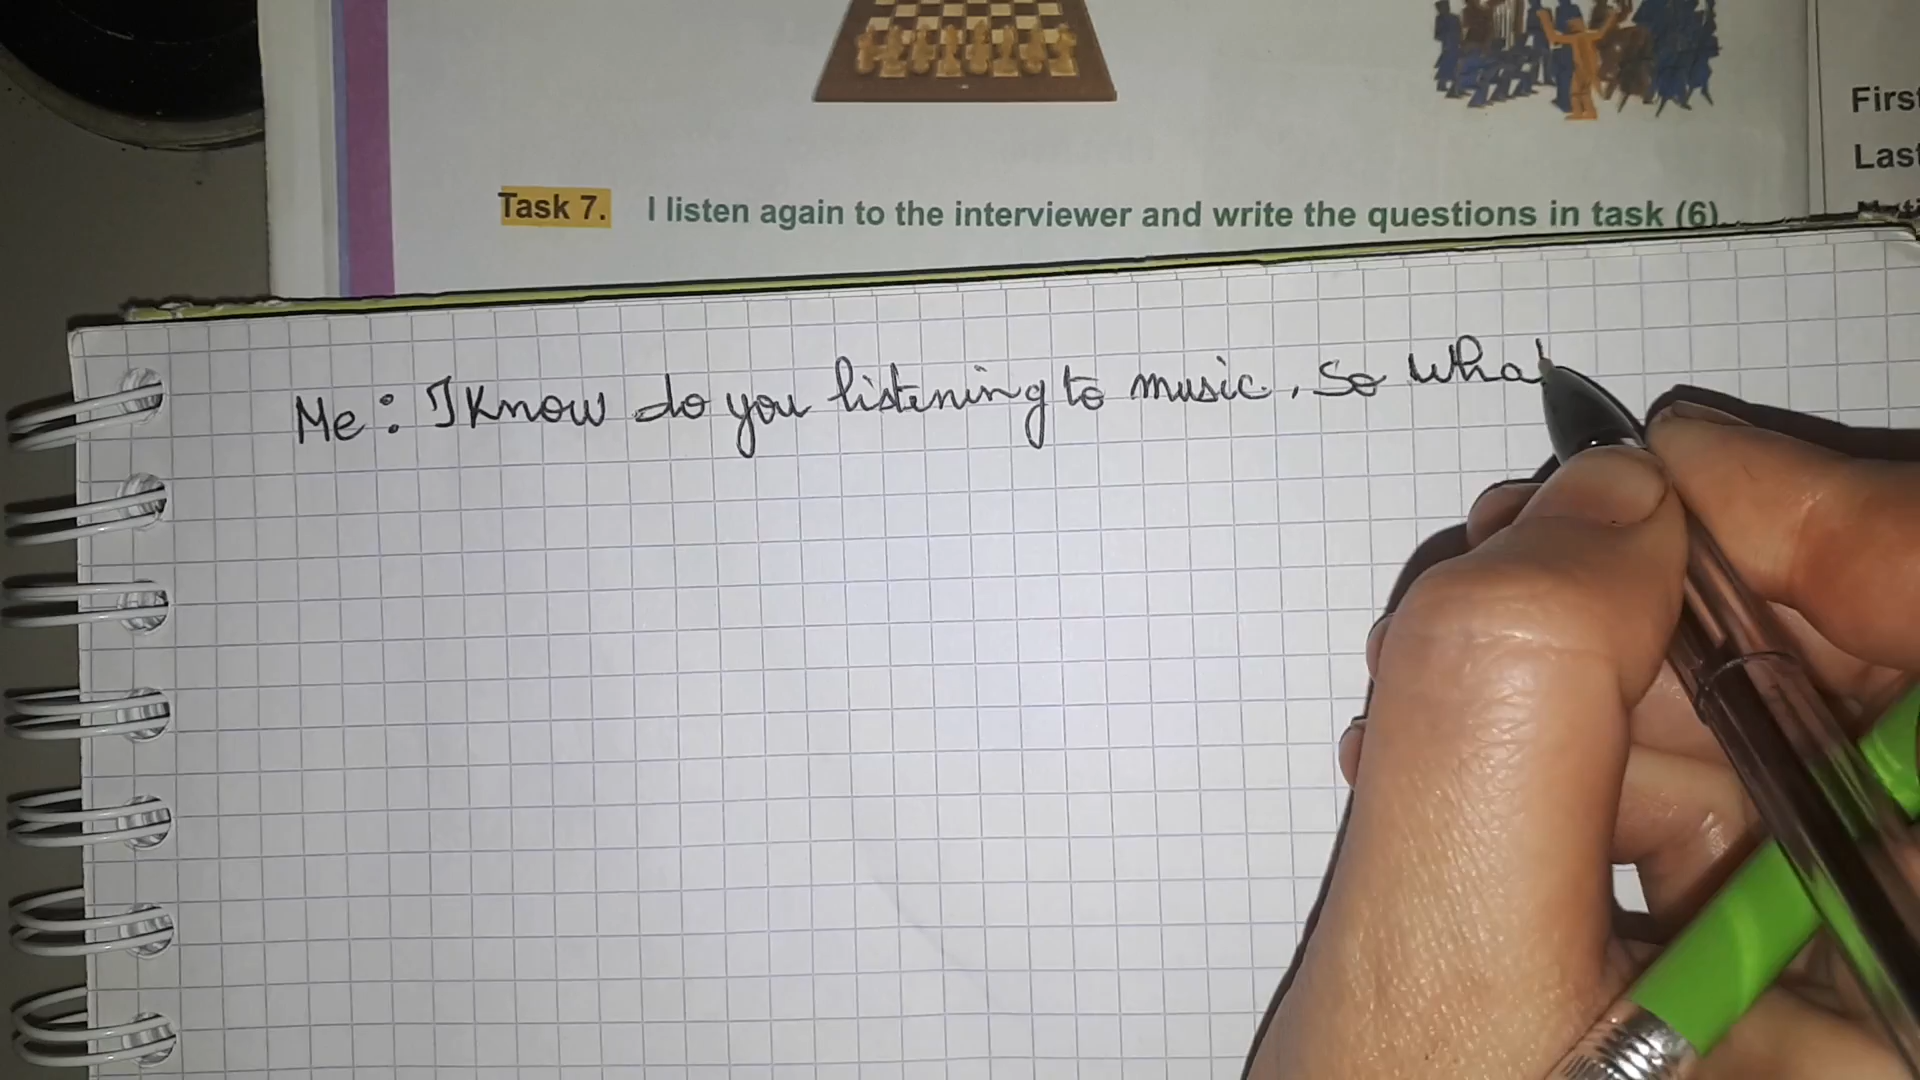 First
Last
Task 7. I listen again to the interviewer and write the questions in task (6)
Me: I Know do you listening to music, So What